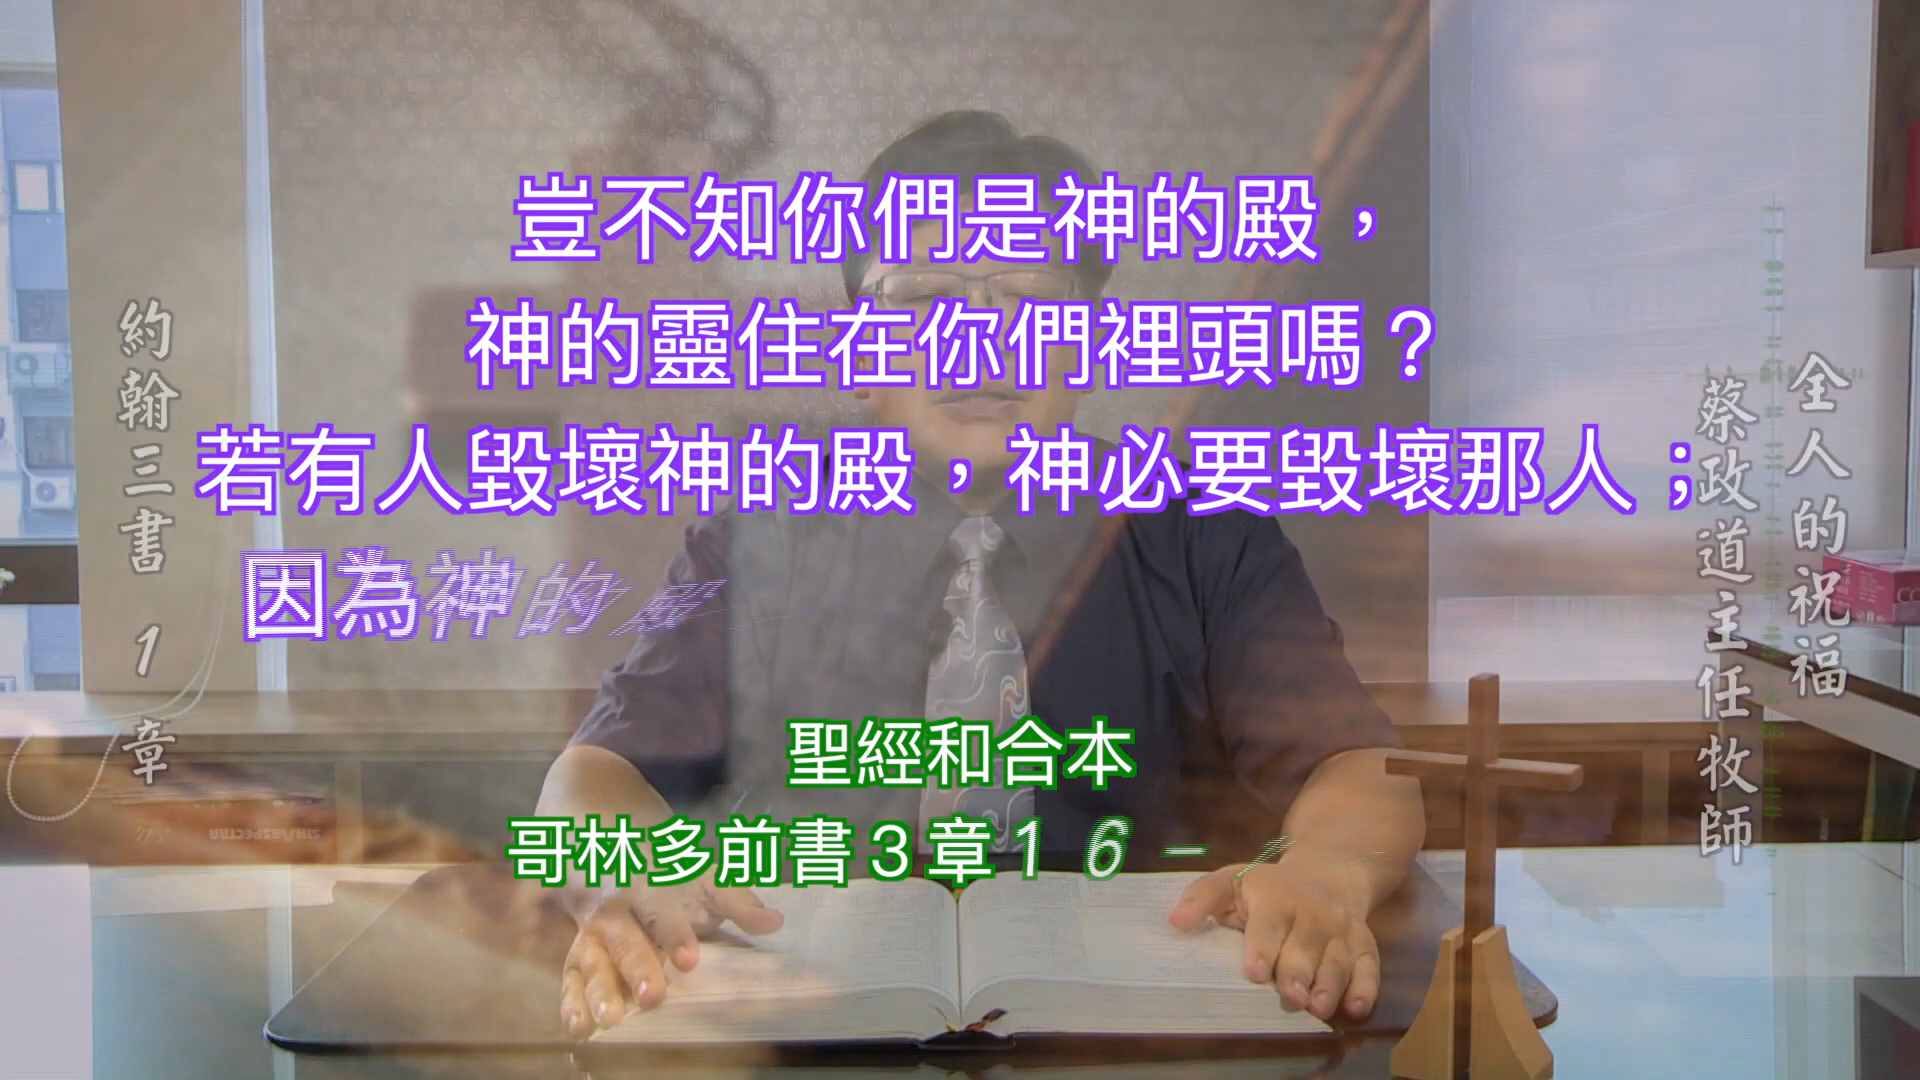 豈不知你們是神的殿，
神的靈住在你們裡頭嗎？
若有人毀壞神的殿，神必要毀壞那人；
因為神的殿
聖經和合本
哥林多前書３章１６－
約翰三書 1 章
全人的祝福
蔡政道主任牧師